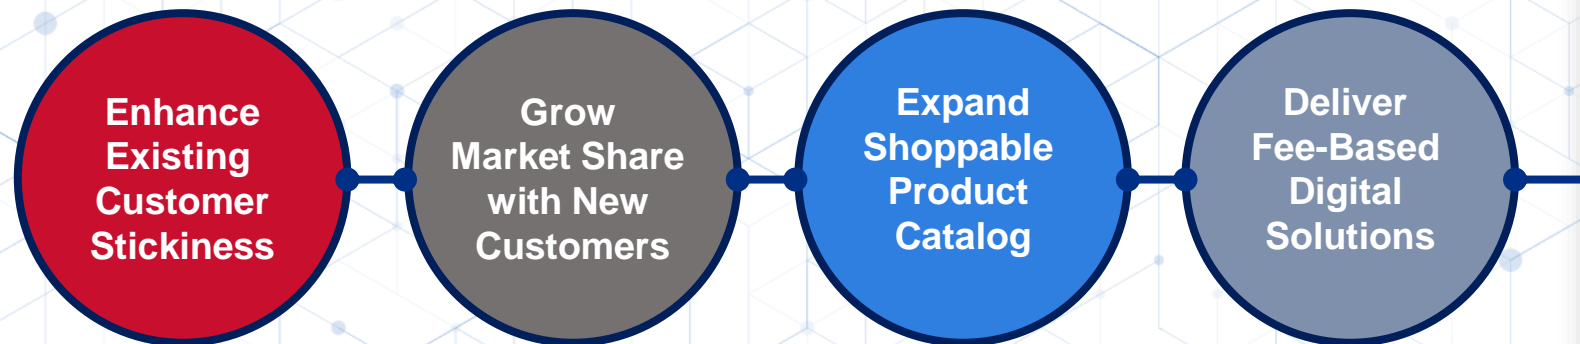 Enhance
Existing
Customer
Stickiness
Grow
Market Share
with New
Customers
Expand
Shoppable
Product
Catalog
Deliver
Fee-Based
Digital
Solutions